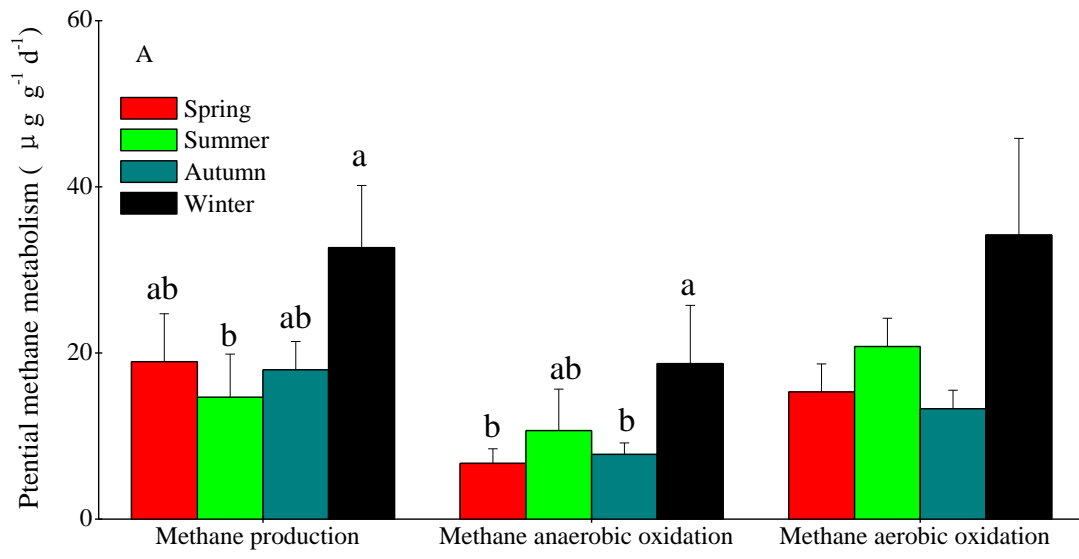 Ptential methane metabolism ( μg g-1 d-1)
60
40
20
0
A
Spring
Summer
Autumn
Winter
ab
b
ab
a
b
ab
b
a
Methane production
Methane anaerobic oxidation
Methane aerobic oxidation